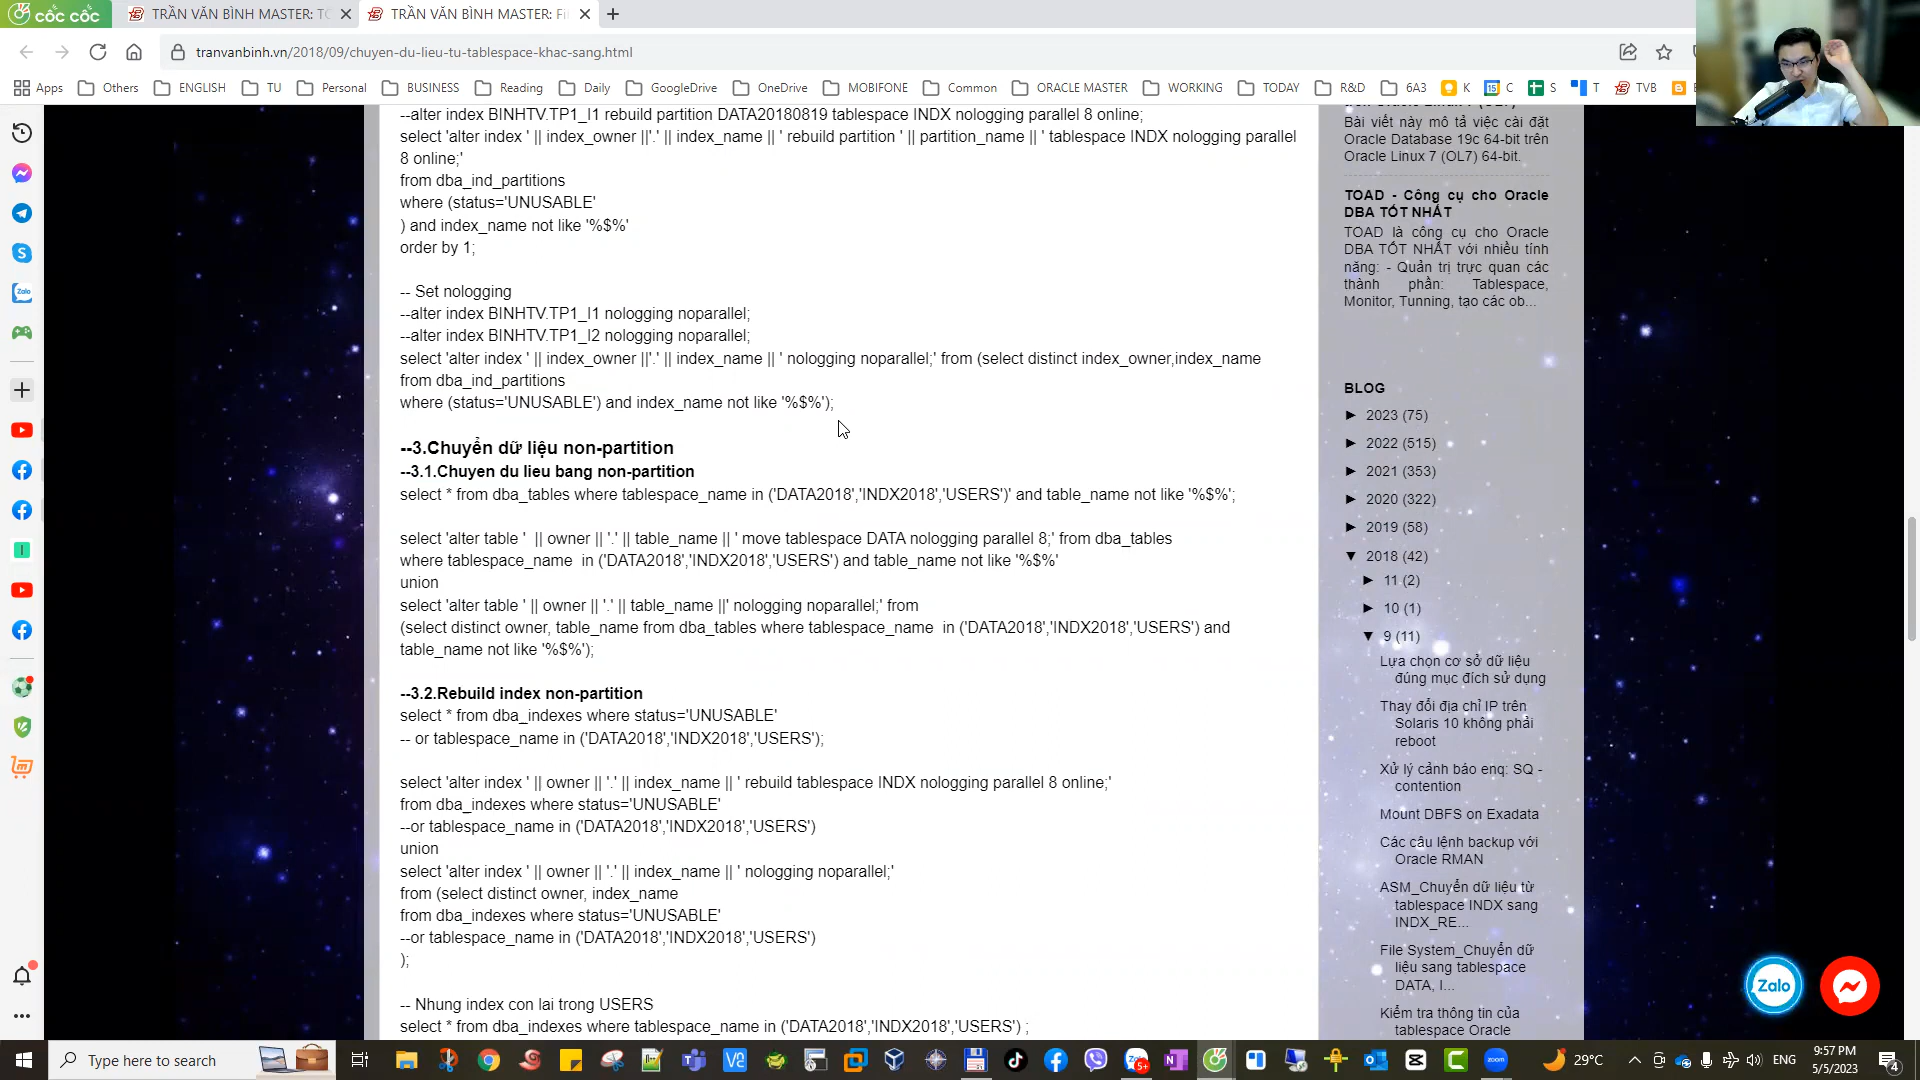 cốc cốc
TRẦN VĂN BÌNH MASTER: TO
TRẦN VĂN BÌNH MASTER: Fi
tranvanbinh.vn/2018/09/chuyen-du-lieu-tu-tablespace-khac-sang.html
Apps
Others
ENGLISH
TU
Personal
BUSINESS
Reading
Daily
GoogleDrive
OneDrive
MOBIFONE
Common
ORACLE MASTER
WORKING
TODAY
R&D
6A3
K
C
S
T
TVB
--alter index BINHTV.TP1_I1 rebuild partition DATA20180819 tablespace INDX nologging parallel 8 online;
select 'alter index ' || index_owner ||'.' || index_name || ' rebuild partition ' || partition_name || ' tablespace INDX nologging parallel
8 online;'
from dba_ind_partitions
where (status='UNUSABLE'
) and index_name not like '%$%'
order by 1;
-- Set nologging
--alter index BINHTV.TP1_I1 nologging noparallel;
--alter index BINHTV.TP1_I2 nologging noparallel;
select 'alter index ' || index_owner ||'.' || index_name || ' nologging noparallel;' from (select distinct index_owner,index_name
from dba_ind_partitions
where (status='UNUSABLE') and index_name not like '%$%');
--3.Chuyển dữ liệu non-partition
--3.1.Chuyen du lieu bang non-partition
select * from dba_tables where tablespace_name in ('DATA2018','INDX2018','USERS')' and table_name not like '%$%';
select 'alter table '  || owner || '.' || table_name || ' move tablespace DATA nologging parallel 8;' from dba_tables
where tablespace_name  in ('DATA2018','INDX2018','USERS') and table_name not like '%$%'
union
select 'alter table ' || owner || '.' || table_name ||' nologging noparallel;' from
(select distinct owner, table_name from dba_tables where tablespace_name  in ('DATA2018','INDX2018','USERS') and
table_name not like '%$%');
--3.2.Rebuild index non-partition
select * from dba_indexes where status='UNUSABLE'
-- or tablespace_name in ('DATA2018','INDX2018','USERS');
select 'alter index ' || owner || '.' || index_name || ' rebuild tablespace INDX nologging parallel 8 online;'
from dba_indexes where status='UNUSABLE'
--or tablespace_name in ('DATA2018','INDX2018','USERS')
union
select 'alter index ' || owner || '.' || index_name || ' nologging noparallel;'
from (select distinct owner, index_name
from dba_indexes where status='UNUSABLE'
--or tablespace_name in ('DATA2018','INDX2018','USERS')
);
-- Nhung index con lai trong USERS
select * from dba_indexes where tablespace_name in ('DATA2018','INDX2018','USERS') ;
Bài viết này mô tả việc cài đặt
Oracle Database 19c 64-bit trên
Oracle Linux 7 (OL7) 64-bit.
TOAD - Công cụ cho Oracle
DBA TỐT NHẤT
TOAD là công cụ cho Oracle
DBA TỐT NHẤT với nhiều tính
năng: - Quản trị trực quan các
thành phần: Tablespace,
Monitor, Tunning, tạo các ob...
BLOG
► 2023 (75)
► 2022 (515)
► 2021 (353)
► 2020 (322)
► 2019 (58)
▼ 2018 (42)
► 11 (2)
► 10 (1)
▼ 9 (11)
Lựa chọn cơ sở dữ liệu
đúng mục đích sử dụng
Thay đổi địa chỉ IP trên
Solaris 10 không phải
reboot
Xử lý cảnh báo enq: SQ -
contention
Mount DBFS on Exadata
Các câu lệnh backup với
Oracle RMAN
ASM_Chuyển dữ liệu từ
tablespace INDX sang
INDX_RE...
File System_Chuyển dữ
liệu sang tablespace
DATA, I...
Kiểm tra thông tin của
tablespace Oracle
Zalo
Type here to search
29°C
ENG
9:57 PM
5/5/2023
4